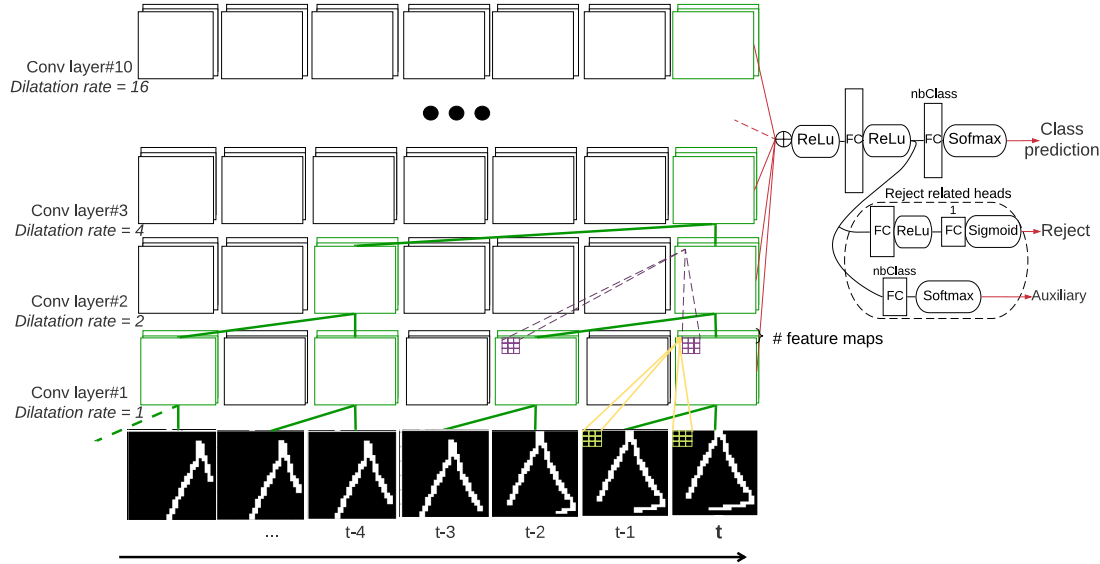 Conv layer#10
Dilatation rate = 16
Conv layer#3
Dilatation rate = 4
Conv layer#2
Dilatation rate = 2
Conv layer#1
Dilatation rate = 1
# feature maps
...
t-4
t-3
t-2
t-1
t
ReLu
FC
ReLu
nbClass
FC
Sofmax
Class
prediction
Reject related heads
FC
ReLu
1
FC
Sigmoid
Reject
nbClass
FC
Softmax
Auxiliary